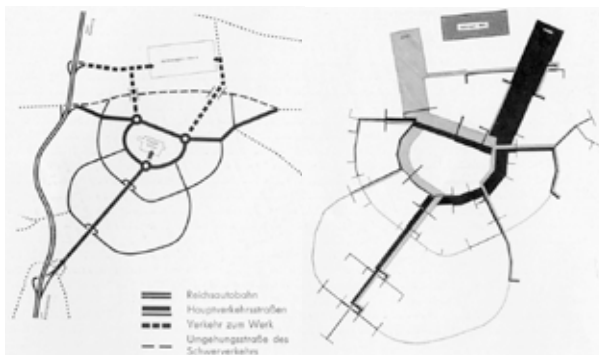 Reichsautobahn
Hauptverkehrsstraßen
Verkehr zum Werk
Umgehungsstraße des
Schwerverkehrs